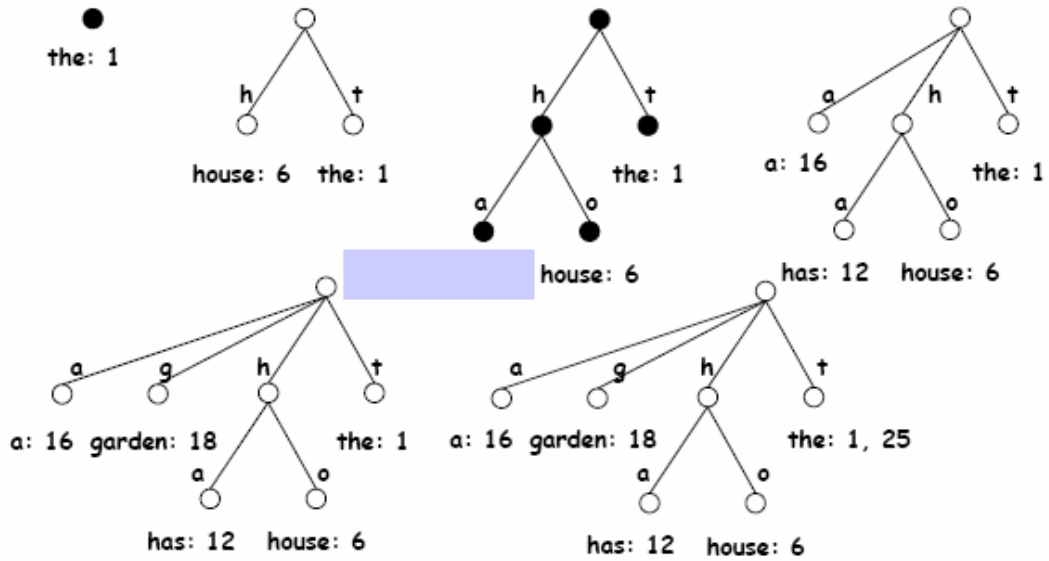 the: 1
h
t
house: 6
the: 1
h
t
the: 1
a
o
house: 6
a
h
t
a: 16
the: 1
a
o
has: 12
house: 6
a
g
h
t
a: 16
garden: 18
the: 1
a
o
has: 12
house: 6
a
g
h
t
a: 16
garden: 18
the: 1, 25
a
o
has: 12
house: 6